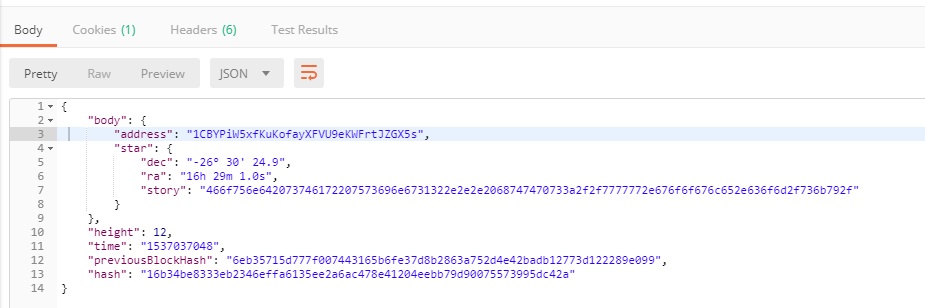 Body Cookies (1) Headers (6) Test Results
Pretty Raw Preview JSON
1 {
2 "body": {
3 "address": "1CBYPiW5xfKuKofayXFVU9eKWFrtJZGX5s",
4 "star": {
5 "dec": "-26° 30' 24.9",
6 "ra": "16h 29m 1.0s",
7 "story": "466f756e642073746172207573696e6731322e2e2e2068747470733a2f2f7777772e676f6f676c652e636f6d2f736b792f"
8 }
9 },
10 "height": 12,
11 "time": "1537037048",
12 "previousBlockHash": "6eb35715d777f007443165b6fe37d8b2863a752d4e42badb12773d122289e099",
13 "hash": "16b34be8333eb2346effa6135ee2a6ac478e41204eebb79d90075573995dc42a"
14 }